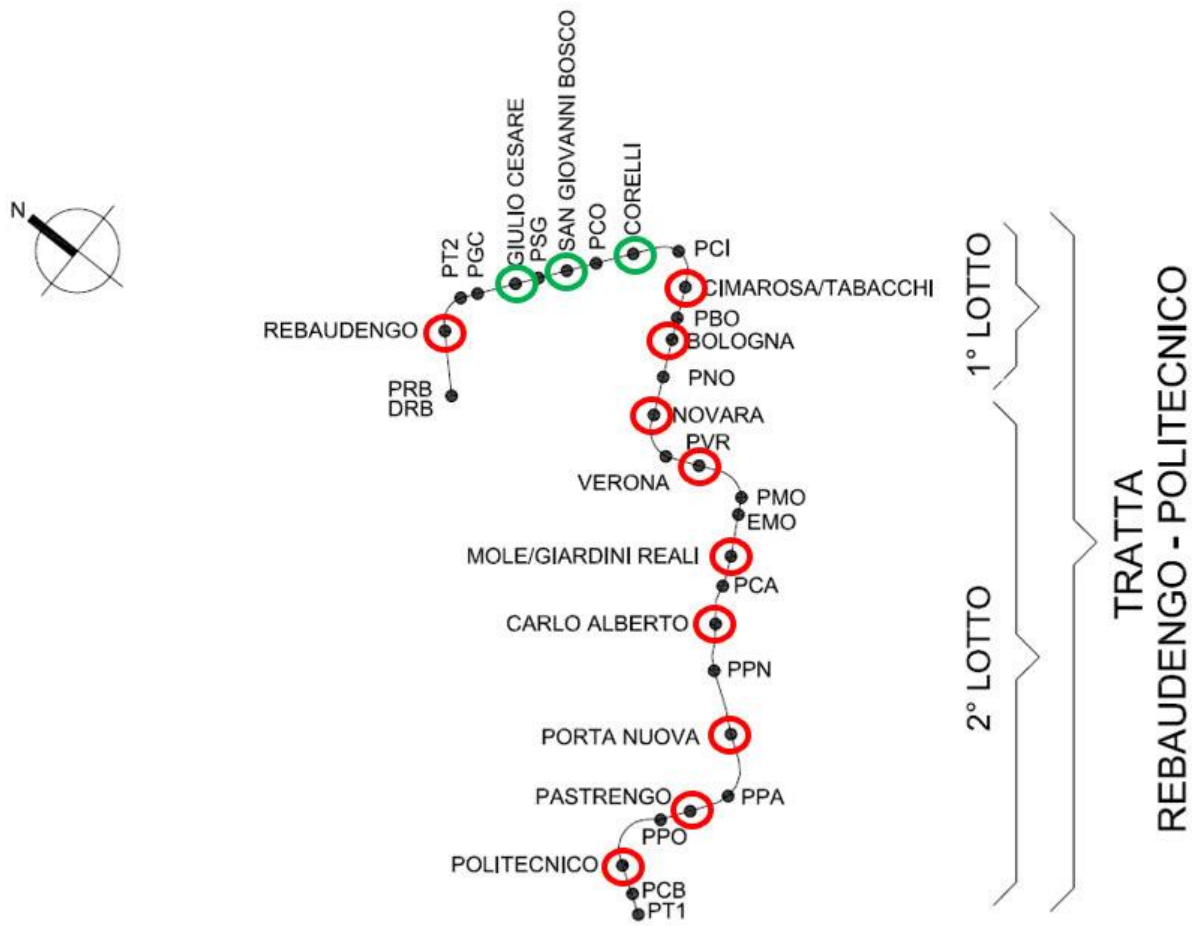 N
PT2
PGC
GIULIO CESARE
PSG
SAN GIOVANNI BOSCO
PCO
CORELLI
PCI
CIMAROSA/TABACCHI
REBAUDENGO
PBO
BOLOGNA
PNO
PRB
DRB
NOVARA
PVR
VERONA
PMO
EMO
MOLE/GIARDINI REALI
PCA
CARLO ALBERTO
PPN
PORTA NUOVA
PASTRENGO
PPA
PPO
POLITECNICO
PCB
PT1
1° LOTTO
2° LOTTO
TRATTA
REBAUDENGO - POLITECNICO